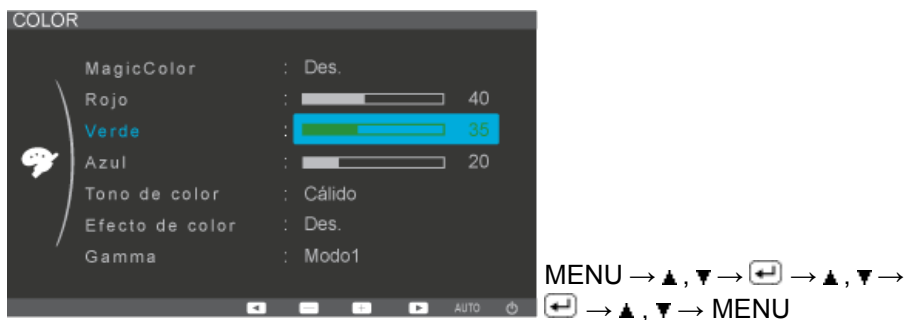 COLOR
MagicColor : Des.
Rojo : 40
Verde : 35
Azul : 20
Tono de color : Cálido
Efecto de color : Des.
Gamma : Modo1
AUTO
MENU → ▲ , ▼ → ↵ → ▲ , ▼ →
↵ → ▲ , ▼ → MENU